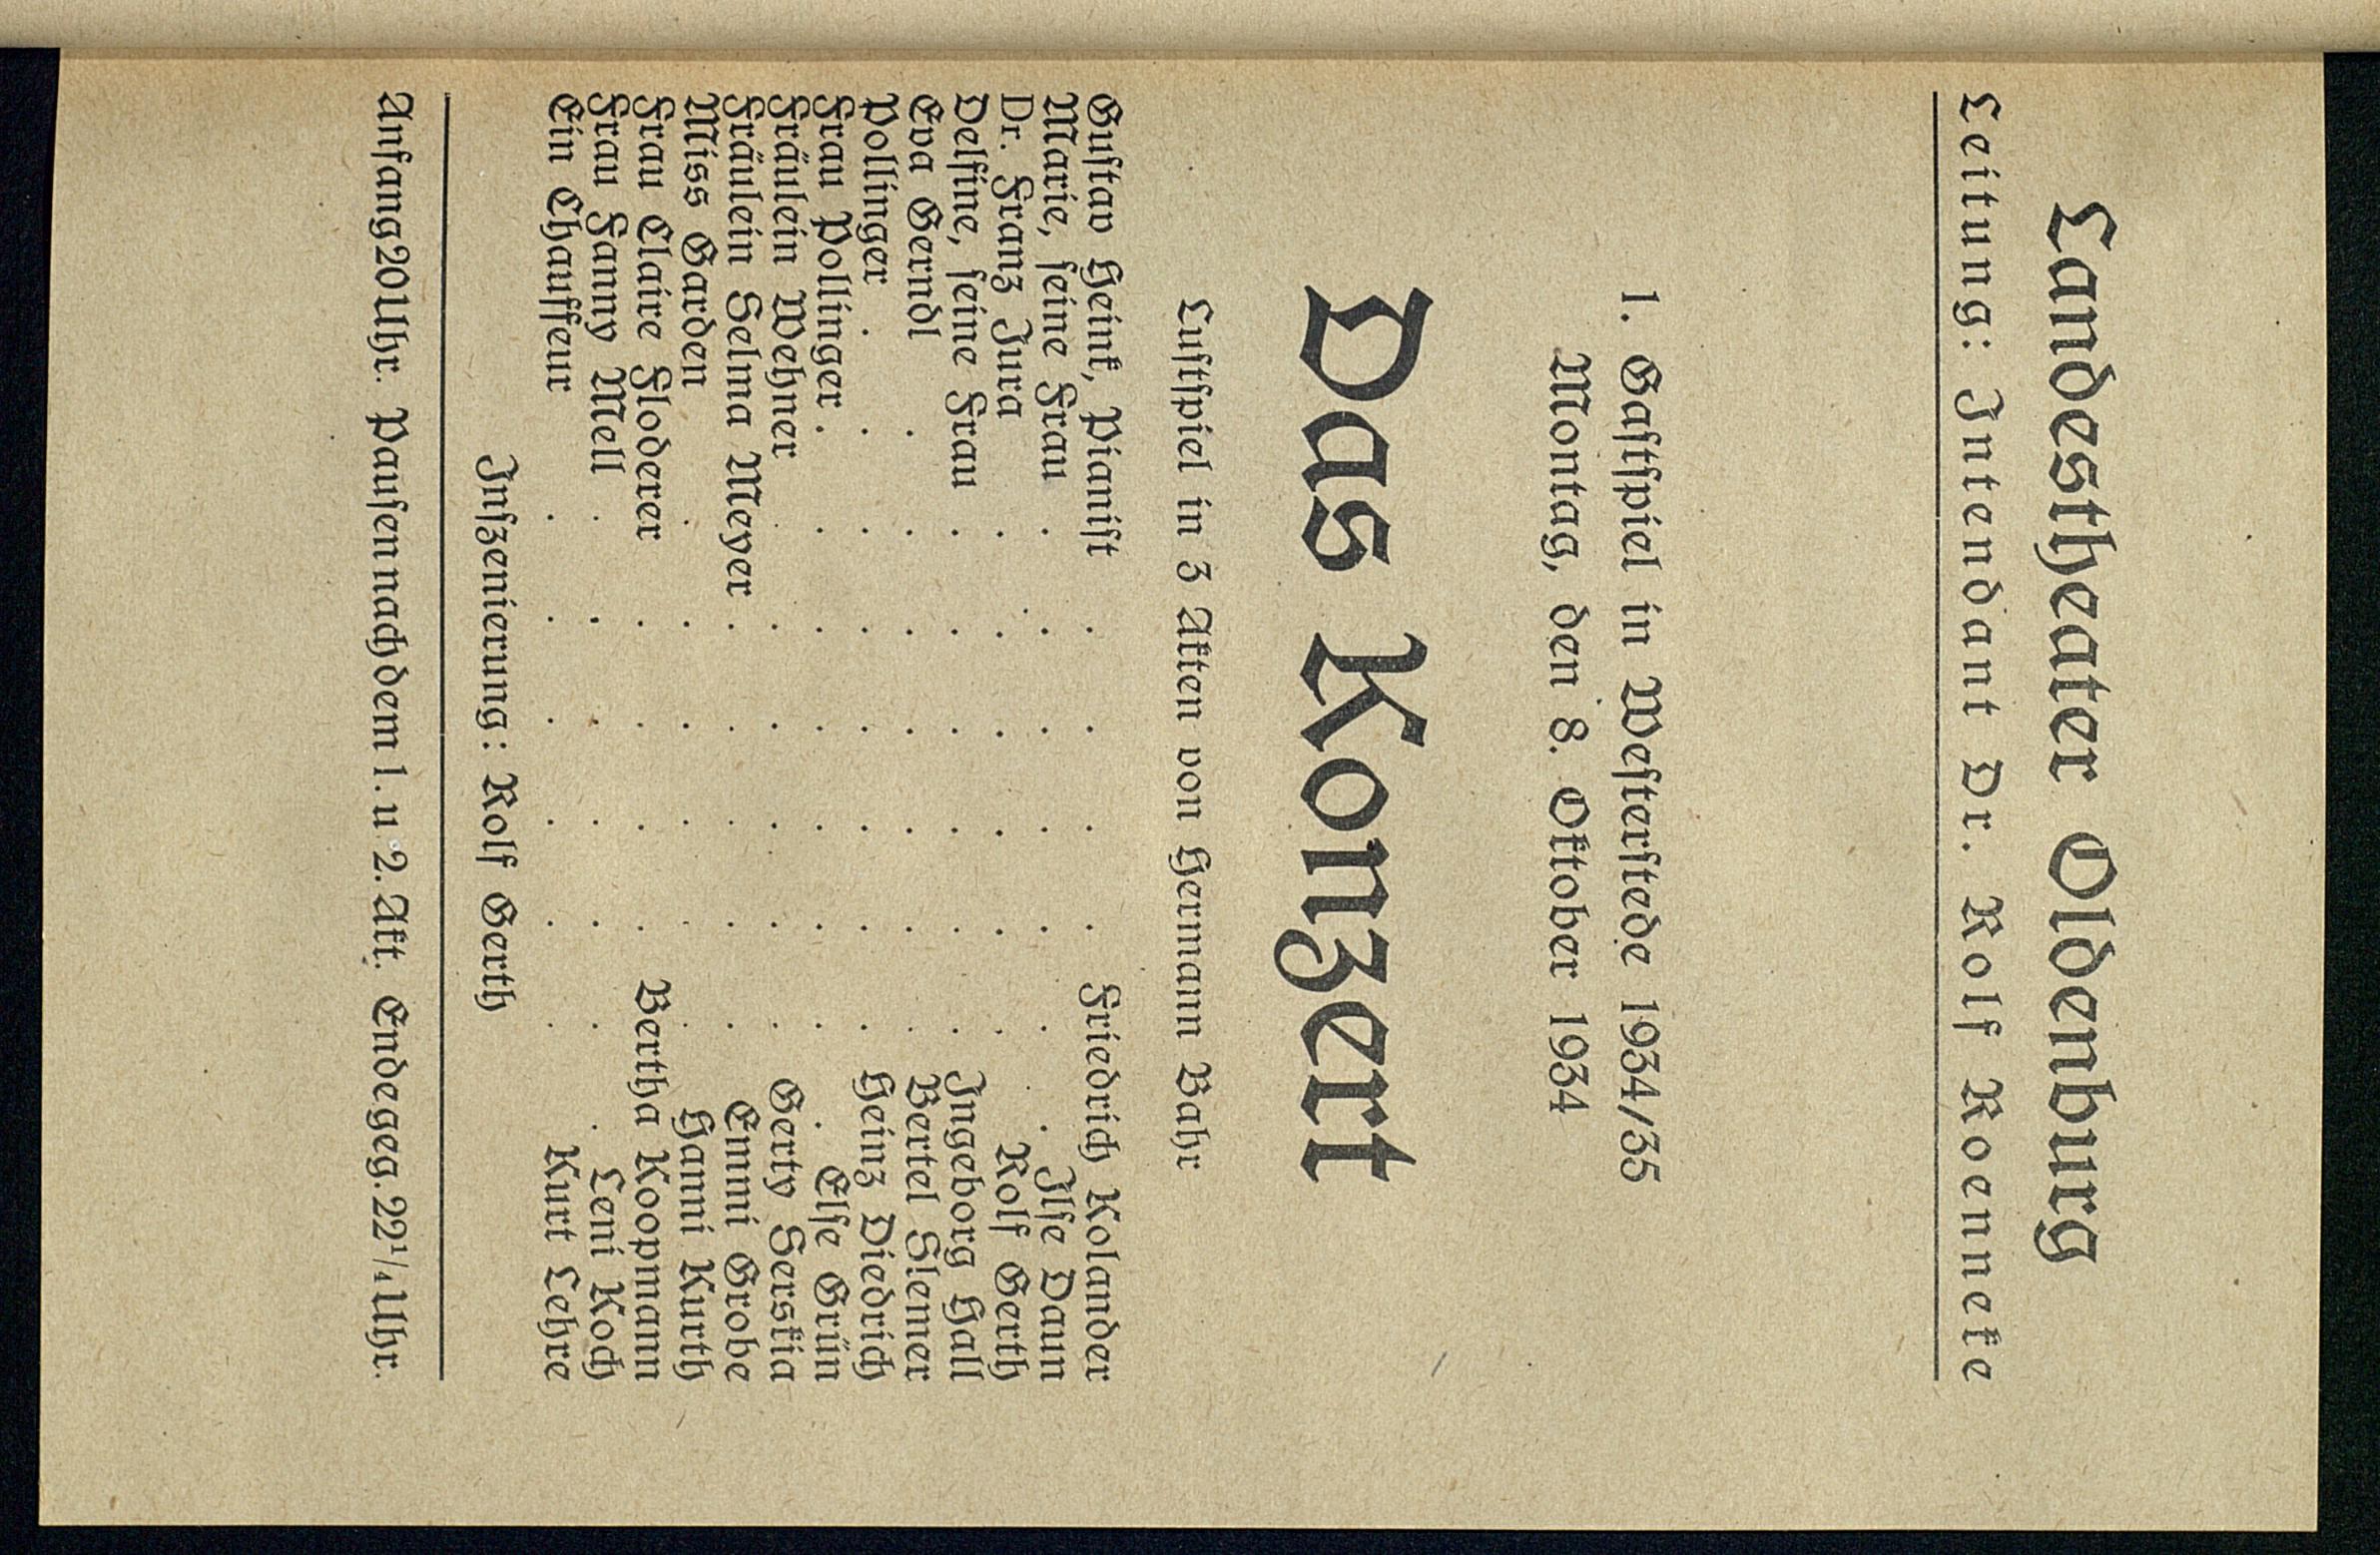 Landestheater Oldenburg
Leitung: Intendant Dr. Rolf Roenneke
1. Gastspiel in Westerstede 1934/35
Montag, den 8. Oktober 1934
Das Konzert
Lustspiel in 3 Akten von Hermann Bahr
Gustav Heink, Pianist . . . . Friedrich Kolander
Marie, seine Frau . . . . . . . Ilse Daun
Dr. Franz Jura . . . . . . Rolf Gerth
Delfine, seine Frau . . . . . . Ingeborg Hall
Eva Gerndl . . . . . . . Bertel Slemer
Pollinger . . . . . . . . Heinz Diedrich
Frau Pollinger . . . . . . . . Else Grün
Fräulein Wehner . . . . . . Gerty Serskia
Fräulein Selma Meyer . . . . . Emmi Grobe
Miss Garden . . . . . . Hanni Kurth
Frau Claire Floderer . . . . Bertha Koopmann
Frau Fanny Mell . . . . . . . Leni Koch
Ein Chauffeur . . . . . . Kurt Lehre
Inszenierung: Rolf Gerth
Anfang 20 Uhr. Pausen nach dem 1. u 2. Akt. Ende geg. 22¹/₄ Uhr.